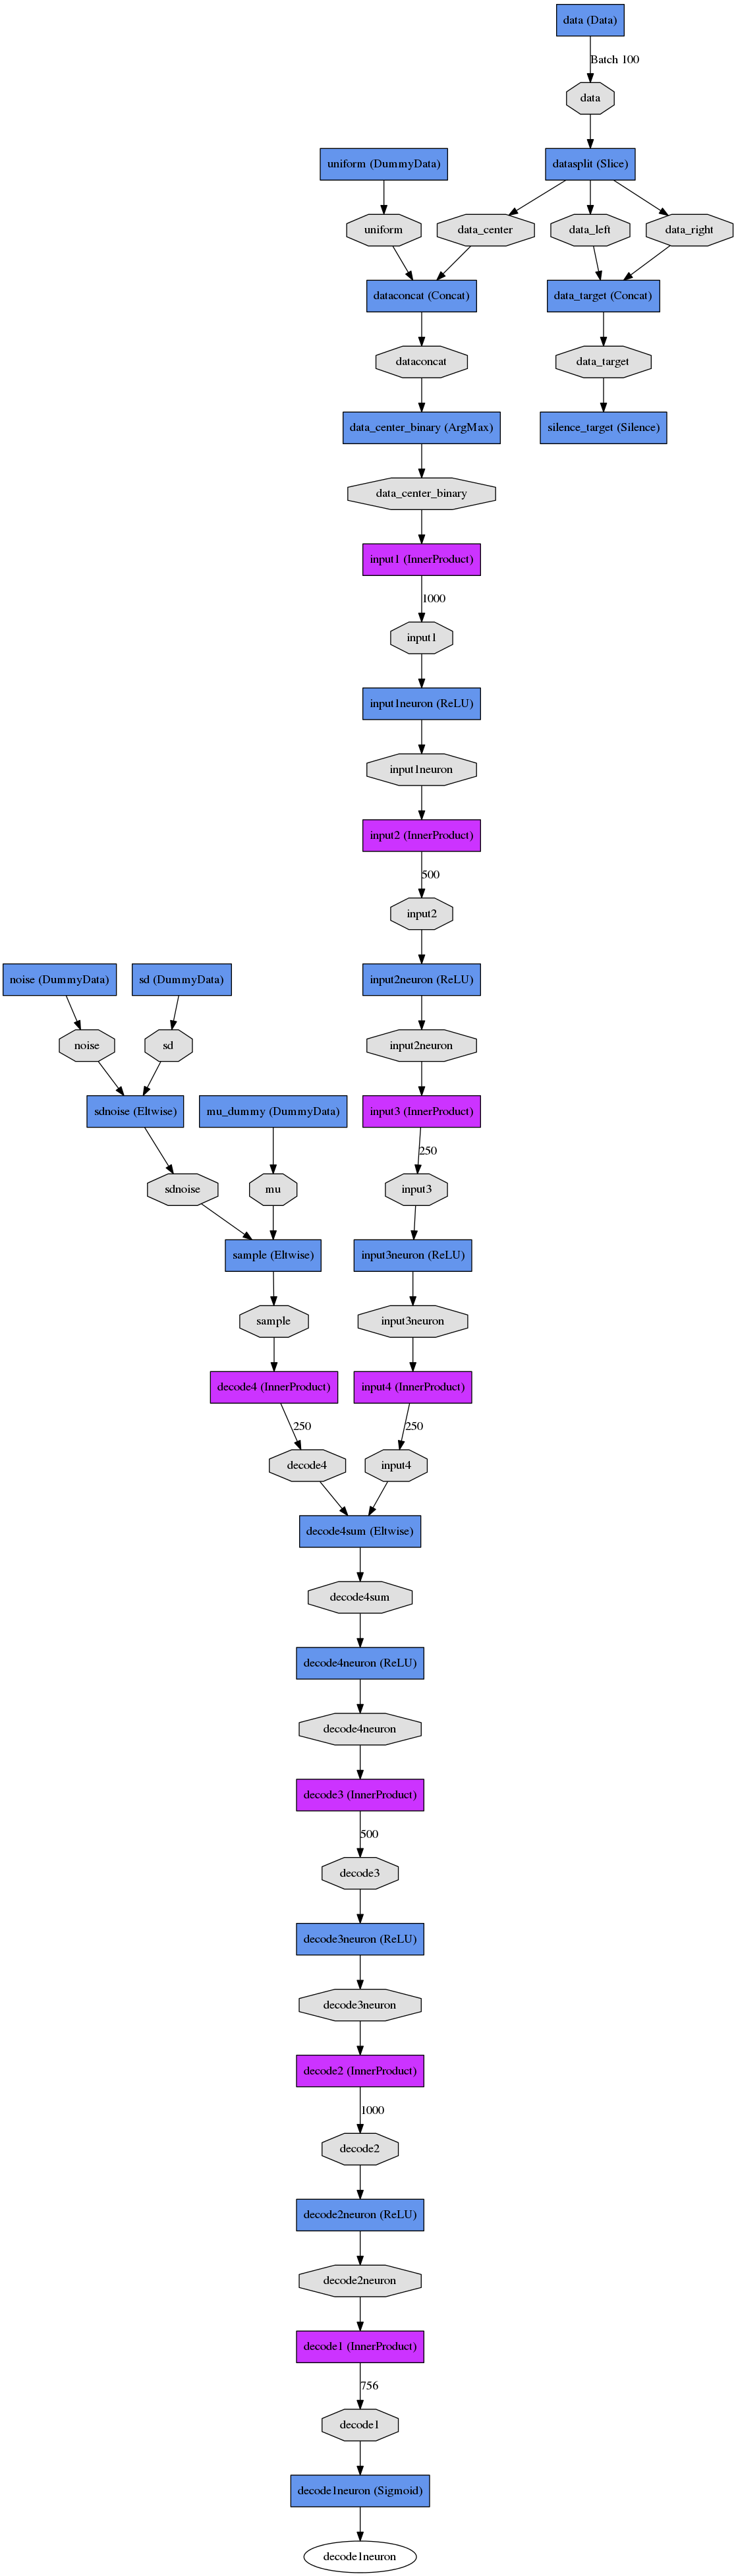 data (Data)
Batch 100
data
uniform (DummyData)
datasplit (Slice)
uniform
data_center
data_left
data_right
dataconcat (Concat)
data_target (Concat)
dataconcat
data_target
data_center_binary (ArgMax)
silence_target (Silence)
data_center_binary
input1 (InnerProduct)
1000
input1
input1neuron (ReLU)
input1neuron
input2 (InnerProduct)
500
input2
noise (DummyData)
sd (DummyData)
input2neuron (ReLU)
noise
sd
input2neuron
sdnoise (Eltwise)
mu_dummy (DummyData)
input3 (InnerProduct)
250
sdnoise
mu
input3
sample (Eltwise)
input3neuron (ReLU)
sample
input3neuron
decode4 (InnerProduct)
input4 (InnerProduct)
250
250
decode4
input4
decode4sum (Eltwise)
decode4sum
decode4neuron (ReLU)
decode4neuron
decode3 (InnerProduct)
500
decode3
decode3neuron (ReLU)
decode3neuron
decode2 (InnerProduct)
1000
decode2
decode2neuron (ReLU)
decode2neuron
decode1 (InnerProduct)
756
decode1
decode1neuron (Sigmoid)
decode1neuron